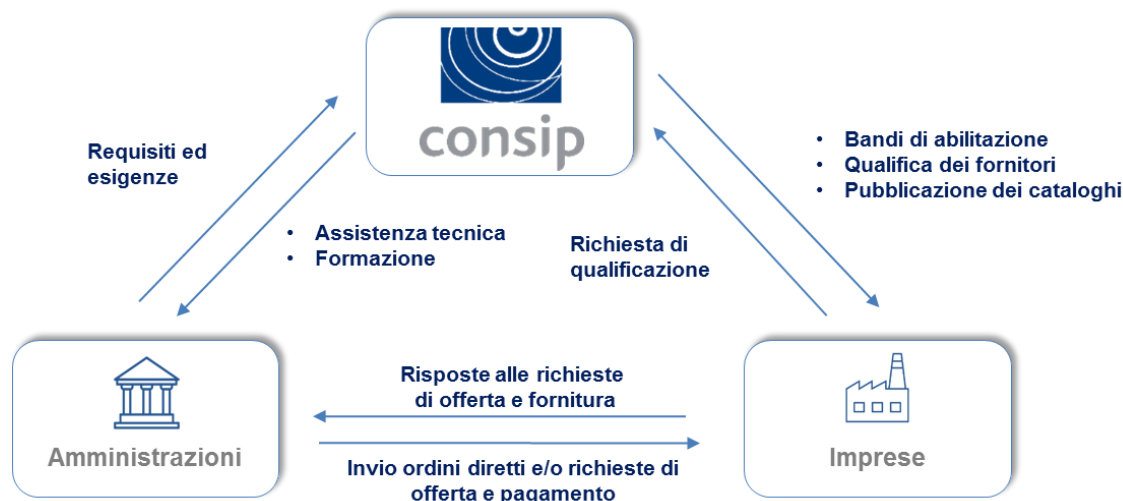 consip
Requisiti ed
esigenze
• Assistenza tecnica
• Formazione
Richiesta di
qualificazione
• Bandi di abilitazione
• Qualifica dei fornitori
• Pubblicazione dei cataloghi
Amministrazioni
Risposte alle richieste
di offerta e fornitura
Invio ordini diretti e/o richieste di
offerta e pagamento
Imprese